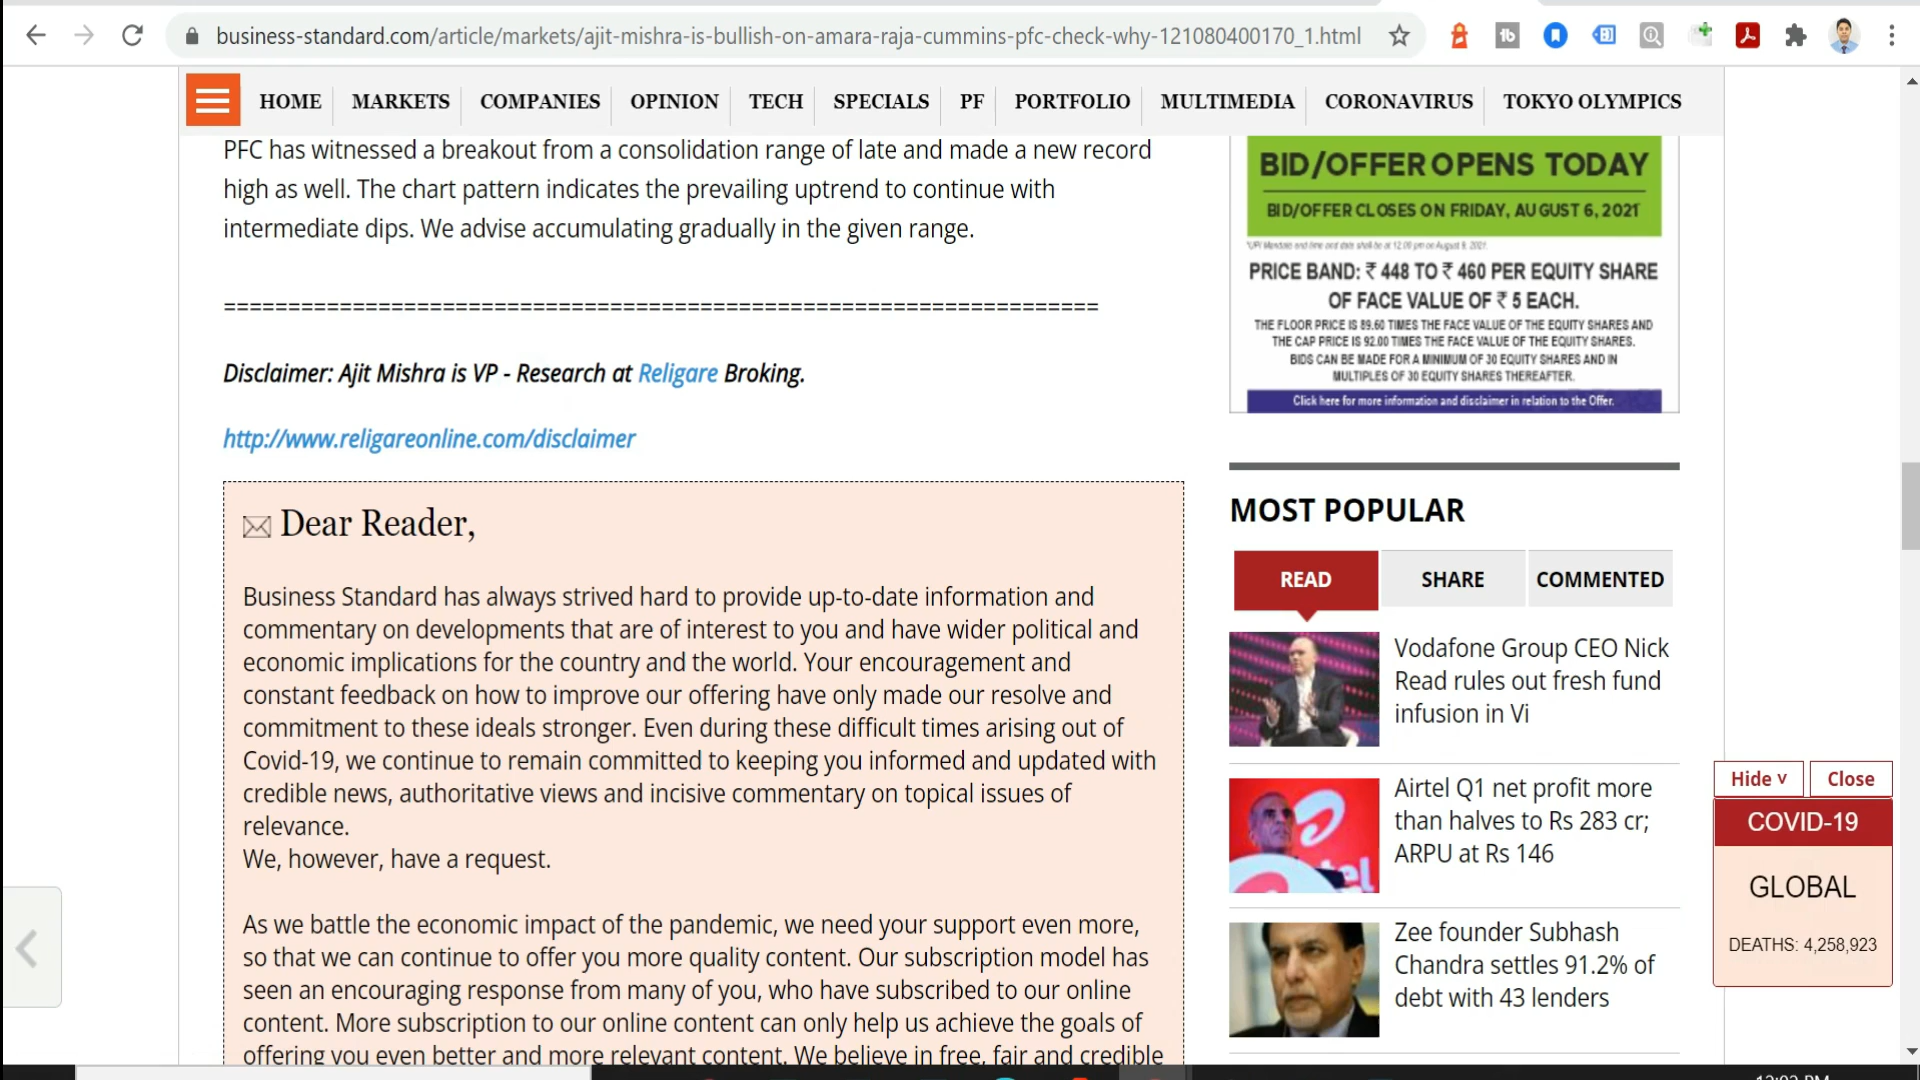 business-standard.com/article/markets/ajit-mishra-is-bullish-on-amara-raja-cummins-pfc-check-why-121080400170_1.html
HOME MARKETS COMPANIES OPINION TECH SPECIALS PF PORTFOLIO MULTIMEDIA CORONAVIRUS TOKYO OLYMPICS
PFC has witnessed a breakout from a consolidation range of late and made a new record
high as well. The chart pattern indicates the prevailing uptrend to continue with
intermediate dips. We advise accumulating gradually in the given range.
====================================================================
Disclaimer: Ajit Mishra is VP - Research at Religare Broking.
http://www.religareonline.com/disclaimer
Dear Reader,
Business Standard has always strived hard to provide up-to-date information and
commentary on developments that are of interest to you and have wider political and
economic implications for the country and the world. Your encouragement and
constant feedback on how to improve our offering have only made our resolve and
commitment to these ideals stronger. Even during these difficult times arising out of
Covid-19, we continue to remain committed to keeping you informed and updated with
credible news, authoritative views and incisive commentary on topical issues of
relevance.
We, however, have a request.
As we battle the economic impact of the pandemic, we need your support even more,
so that we can continue to offer you more quality content. Our subscription model has
seen an encouraging response from many of you, who have subscribed to our online
content. More subscription to our online content can only help us achieve the goals of
offering you even better and more relevant content. We believe in free, fair and credible
BID/OFFER OPENS TODAY
BID/OFFER CLOSES ON FRIDAY, AUGUST 6, 2021*
*UPI Mandate end time and date shall be at 12.00 pm on August 9, 2021.
PRICE BAND: ₹ 448 TO ₹ 460 PER EQUITY SHARE
OF FACE VALUE OF ₹ 5 EACH.
THE FLOOR PRICE IS 89.60 TIMES THE FACE VALUE OF THE EQUITY SHARES AND
THE CAP PRICE IS 92.00 TIMES THE FACE VALUE OF THE EQUITY SHARES.
BIDS CAN BE MADE FOR A MINIMUM OF 30 EQUITY SHARES AND IN
MULTIPLES OF 30 EQUITY SHARES THEREAFTER.
Click here for more information and disclaimer in relation to the Offer.
MOST POPULAR
READ SHARE COMMENTED
Vodafone Group CEO Nick
Read rules out fresh fund
infusion in Vi
Airtel Q1 net profit more
than halves to Rs 283 cr;
ARPU at Rs 146
Zee founder Subhash
Chandra settles 91.2% of
debt with 43 lenders
Hide v Close
COVID-19
GLOBAL
DEATHS: 4,258,923